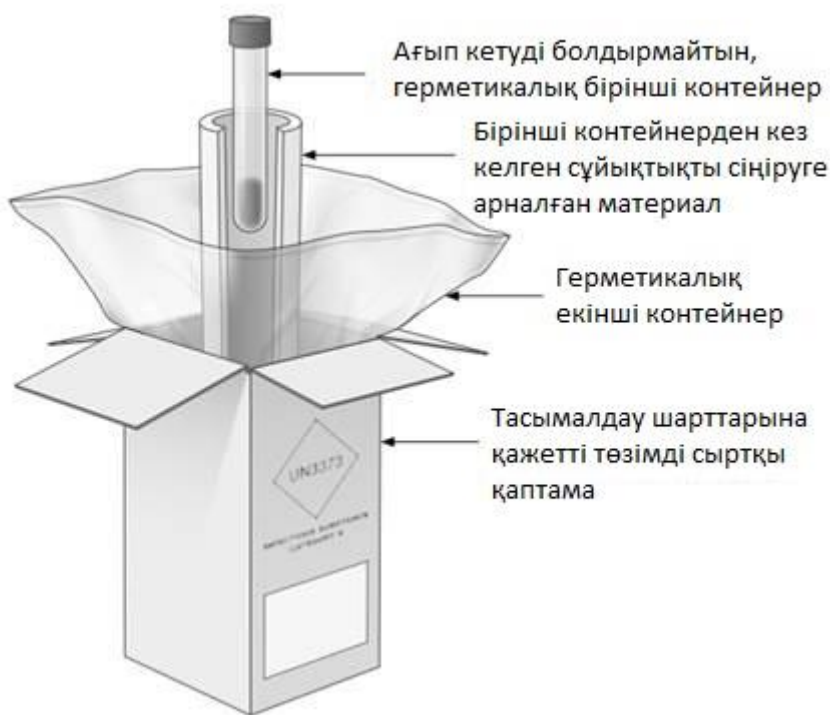 Ағып кетуді болдырмайтын,
герметикалық бірінші контейнер
Бірінші контейнерден кез
келген сұйықтықты сіңіруге
арналған материал
Герметикалық
екінші контейнер
Тасымалдау шарттарына
қажетті төзімді сыртқы
қаптама
UN3373